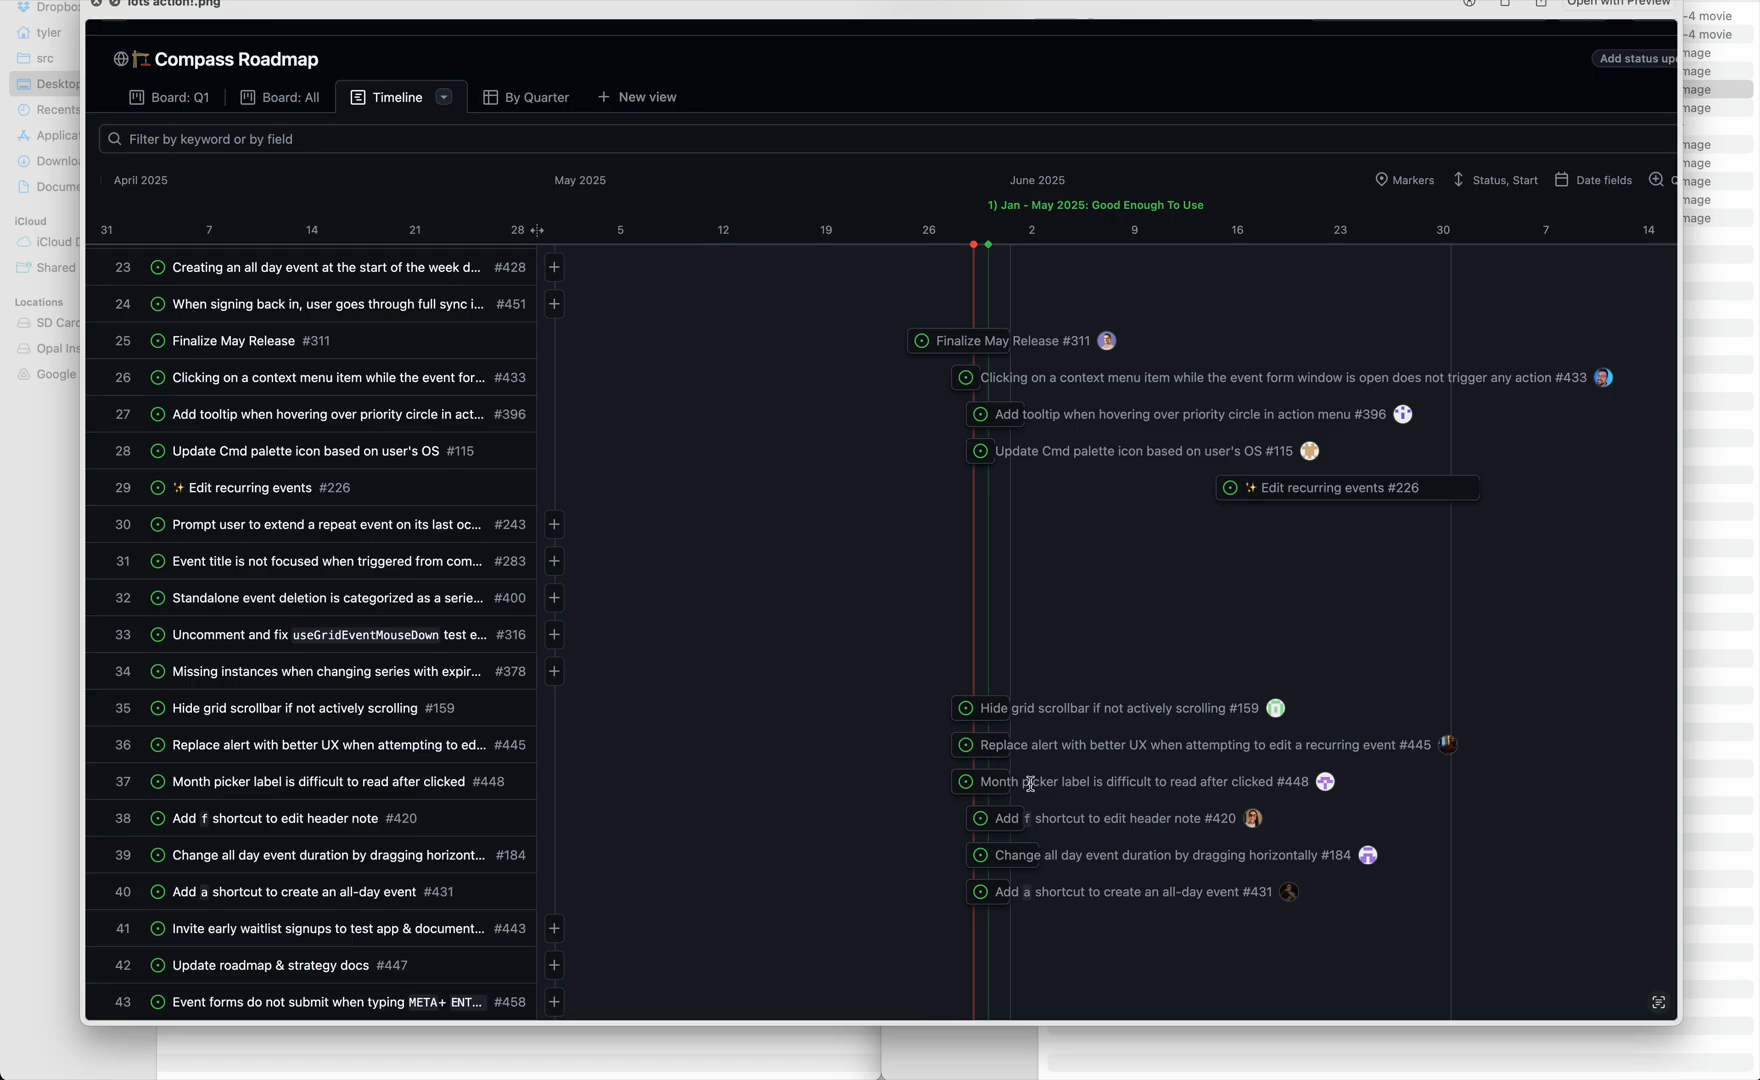 lots action!.png
Open with Preview
Dropbo
tyler
src
Desktop
Recents
Applicat
Downlo
Docume
iCloud
iCloud D
Shared
Locations
SD Card
Opal Ins
Google
-4 movie
-4 movie
mage
mage
mage
mage
mage
mage
mage
mage
mage
Compass Roadmap
Add status up
Board: Q1
Board: All
Timeline
By Quarter
New view
Filter by keyword or by field
April 2025
May 2025
June 2025
Markers
Status, Start
Date fields
1) Jan - May 2025: Good Enough To Use
31 7 14 21 28 5 12 19 26 2 9 16 23 30 7 14
23 Creating an all day event at the start of the week d... #428
24 When signing back in, user goes through full sync i... #451
25 Finalize May Release #311 Finalize May Release #311
26 Clicking on a context menu item while the event for... #433 Clicking on a context menu item while the event form window is open does not trigger any action #433
27 Add tooltip when hovering over priority circle in act... #396 Add tooltip when hovering over priority circle in action menu #396
28 Update Cmd palette icon based on user's OS #115 Update Cmd palette icon based on user's OS #115
29 ✨ Edit recurring events #226 ✨ Edit recurring events #226
30 Prompt user to extend a repeat event on its last oc... #243
31 Event title is not focused when triggered from com... #283
32 Standalone event deletion is categorized as a serie... #400
33 Uncomment and fix useGridEventMouseDown test e... #316
34 Missing instances when changing series with expir... #378
35 Hide grid scrollbar if not actively scrolling #159 Hide grid scrollbar if not actively scrolling #159
36 Replace alert with better UX when attempting to ed... #445 Replace alert with better UX when attempting to edit a recurring event #445
37 Month picker label is difficult to read after clicked #448 Month picker label is difficult to read after clicked #448
38 Add f shortcut to edit header note #420 Add f shortcut to edit header note #420
39 Change all day event duration by dragging horizont... #184 Change all day event duration by dragging horizontally #184
40 Add a shortcut to create an all-day event #431 Add a shortcut to create an all-day event #431
41 Invite early waitlist signups to test app & document... #443
42 Update roadmap & strategy docs #447
43 Event forms do not submit when typing META+ ENT... #458